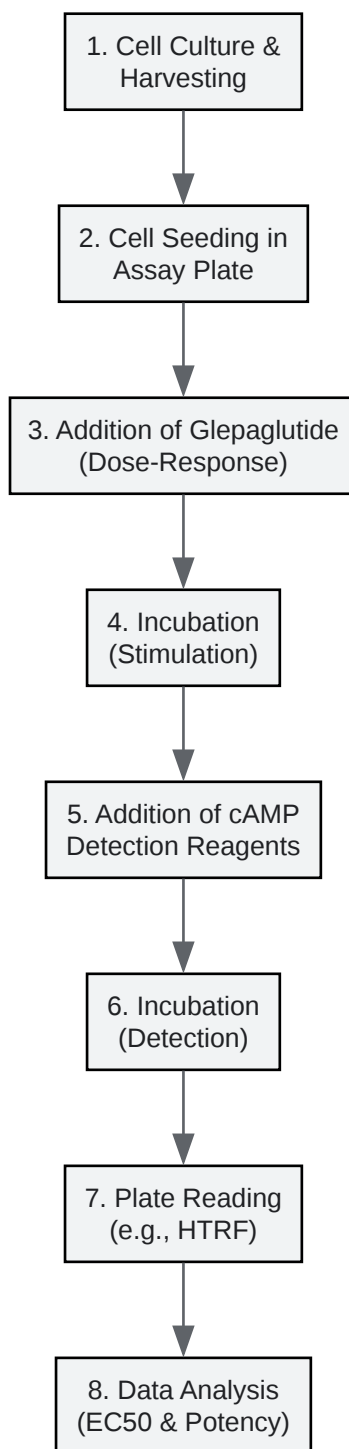 1. Cell Culture &
Harvesting
2. Cell Seeding in
Assay Plate
3. Addition of Glepaglutide
(Dose-Response)
4. Incubation
(Stimulation)
5. Addition of cAMP
Detection Reagents
6. Incubation
(Detection)
7. Plate Reading
(e.g., HTRF)
8. Data Analysis
(EC50 & Potency)